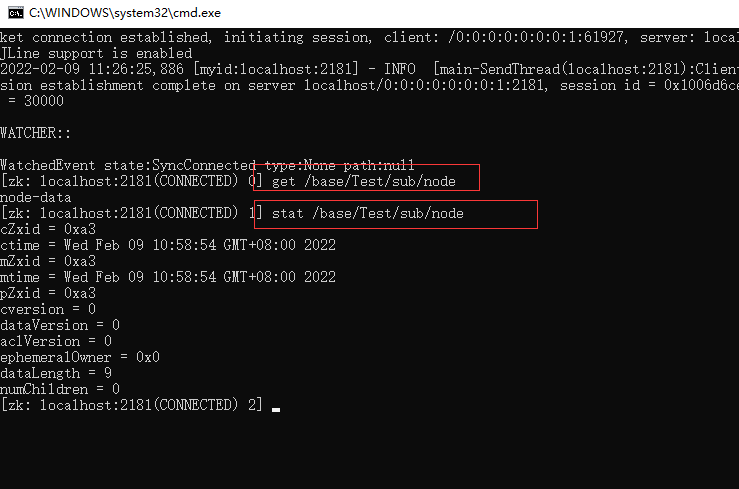 C:\WINDOWS\system32\cmd.exe
ket connection established, initiating session, client: /0:0:0:0:0:0:0:1:61927, server: local
JLine support is enabled
2022-02-09 11:26:25,886 [myid:localhost:2181] - INFO  [main-SendThread(localhost:2181):Client
sion establishment complete on server localhost/0:0:0:0:0:0:0:1:2181, session id = 0x1006d6ce
 = 30000
WATCHER::
WatchedEvent state:SyncConnected type:None path:null
[zk: localhost:2181(CONNECTED) 0] get /base/Test/sub/node
node-data
[zk: localhost:2181(CONNECTED) 1] stat /base/Test/sub/node
cZxid = 0xa3
ctime = Wed Feb 09 10:58:54 GMT+08:00 2022
mZxid = 0xa3
mtime = Wed Feb 09 10:58:54 GMT+08:00 2022
pZxid = 0xa3
cversion = 0
dataVersion = 0
aclVersion = 0
ephemeralOwner = 0x0
dataLength = 9
numChildren = 0
[zk: localhost:2181(CONNECTED) 2]